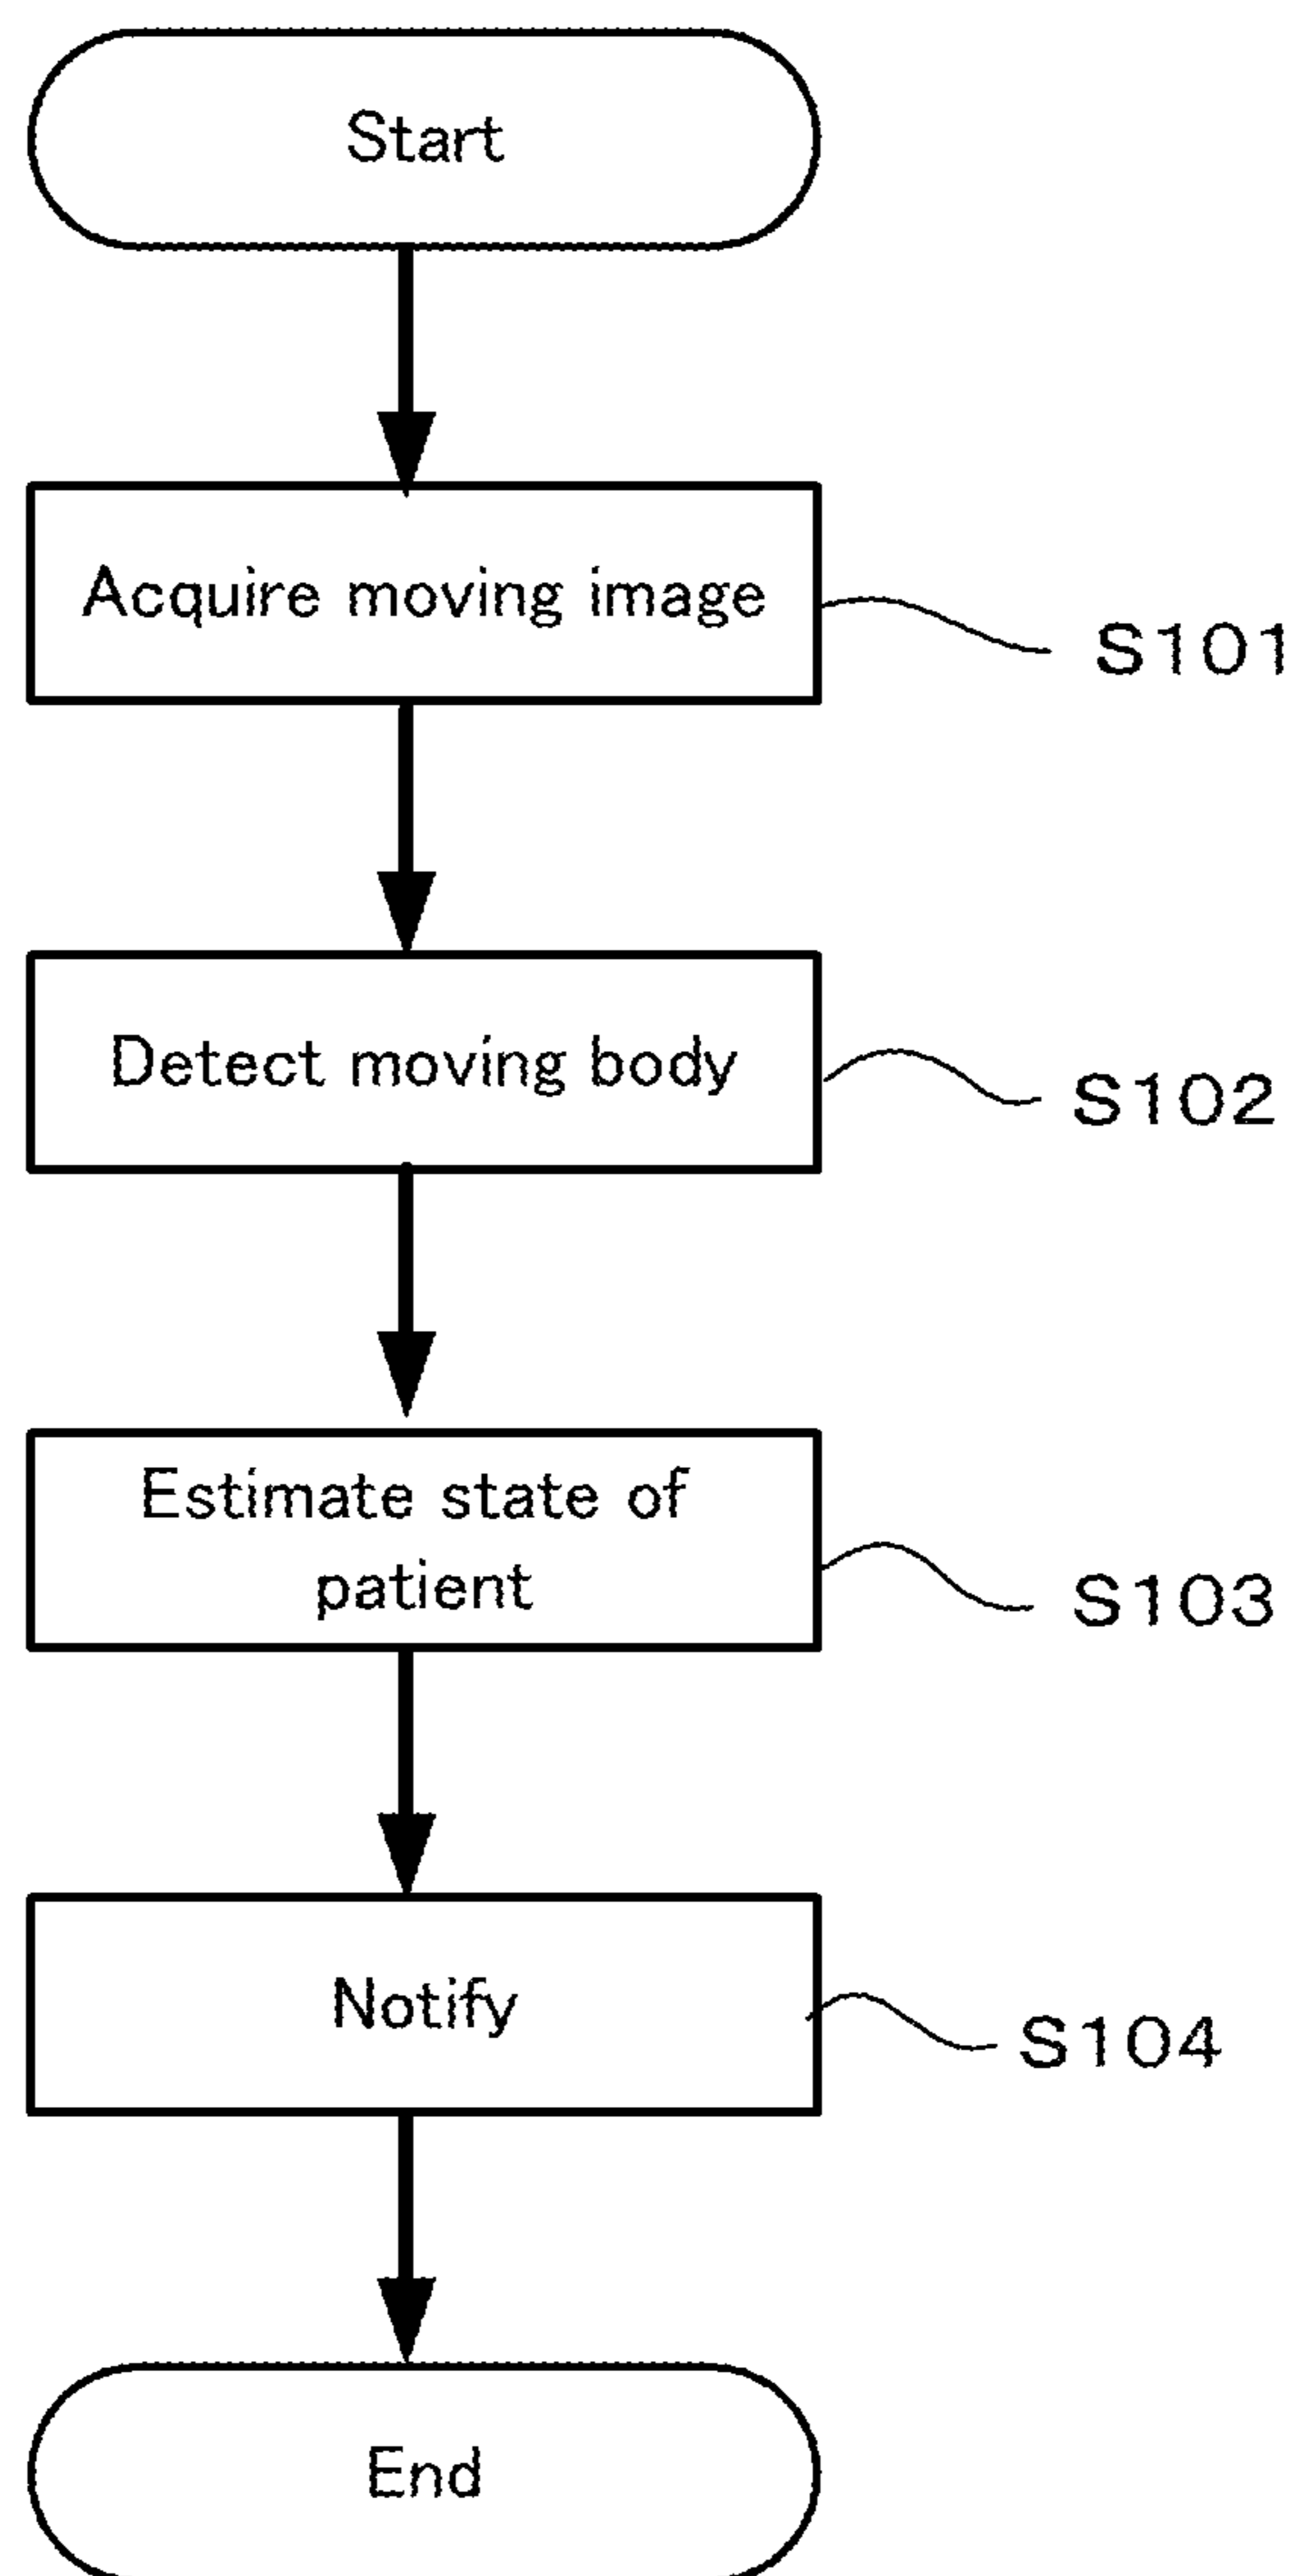 Start
Acquire moving image
S101
Detect moving body
S102
Estimate state of
patient
S103
Notify
S104
End